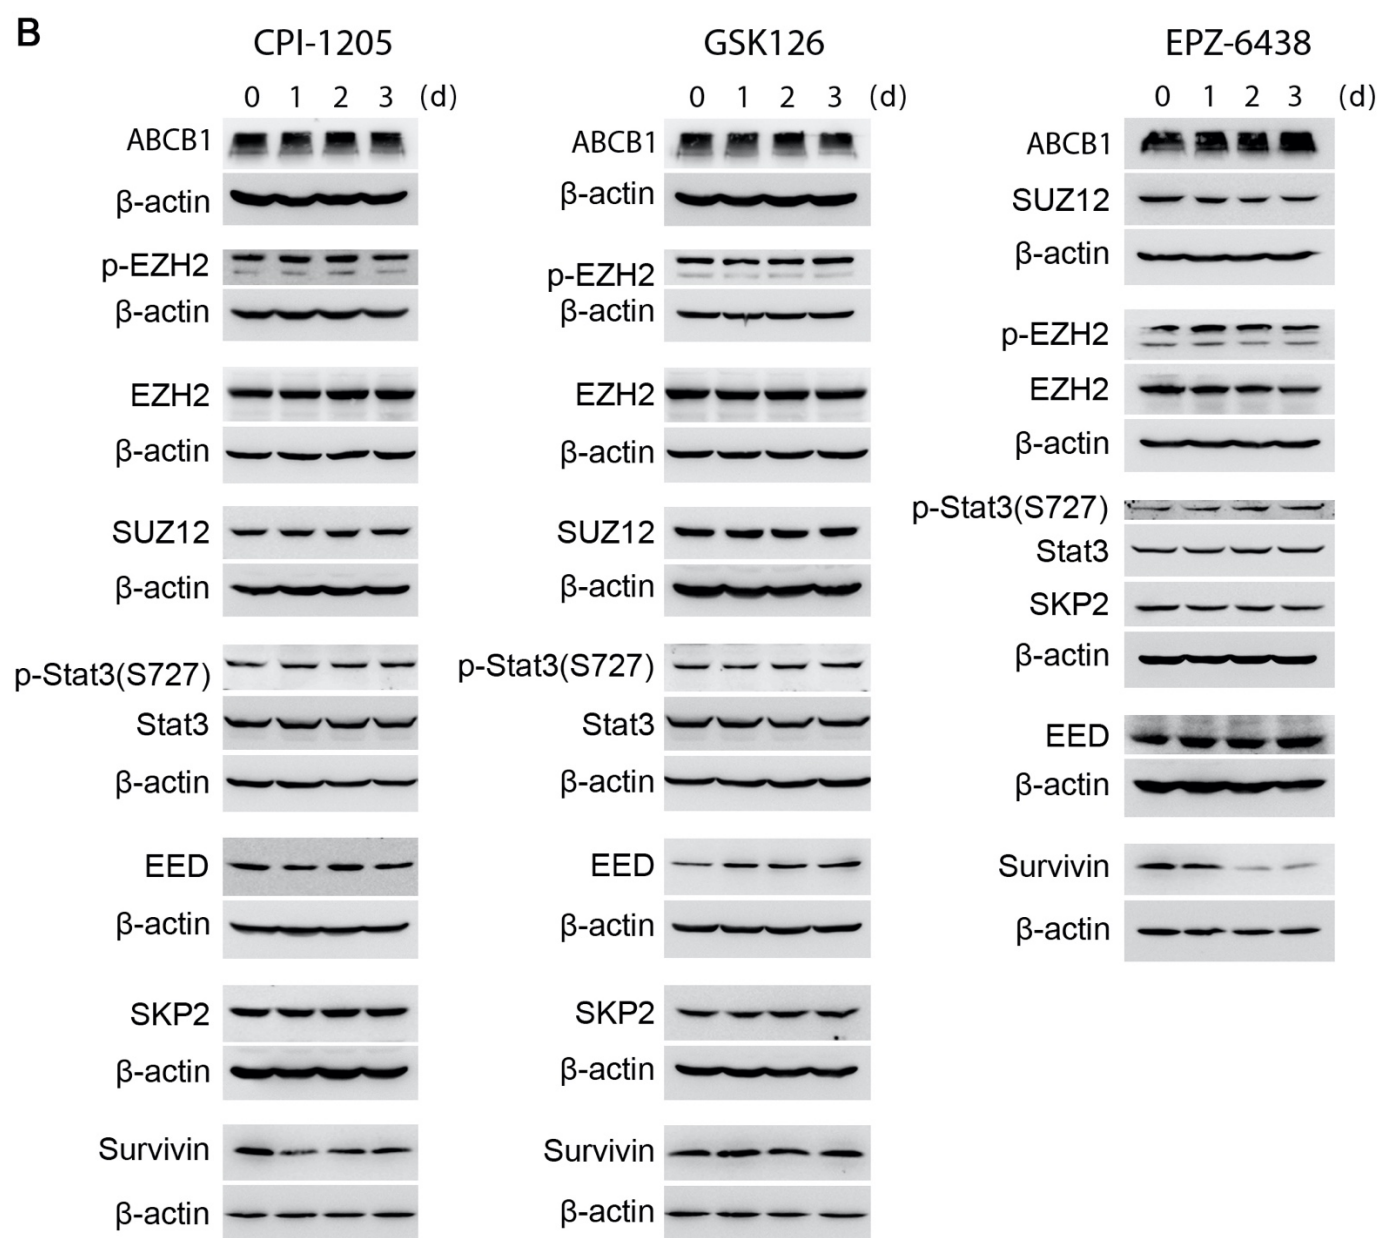 B
CPI-1205
0 1 2 3 (d)
ABCB1
β-actin
p-EZH2
β-actin
EZH2
β-actin
SUZ12
β-actin
p-Stat3(S727)
Stat3
β-actin
EED
β-actin
SKP2
β-actin
Survivin
β-actin
GSK126
0 1 2 3 (d)
ABCB1
β-actin
p-EZH2
β-actin
EZH2
β-actin
SUZ12
β-actin
p-Stat3(S727)
Stat3
β-actin
EED
β-actin
SKP2
β-actin
Survivin
β-actin
EPZ-6438
0 1 2 3 (d)
ABCB1
SUZ12
β-actin
p-EZH2
EZH2
β-actin
p-Stat3(S727)
Stat3
SKP2
β-actin
EED
β-actin
Survivin
β-actin